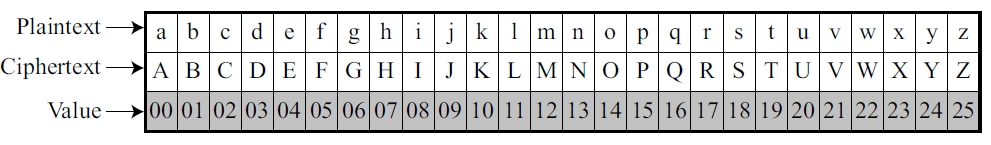 Plaintext a b c d e f g h i j k l m n o p q r s t u v w x y z
Ciphertext A B C D E F G H I J K L M N O P Q R S T U V W X Y Z
Value 00 01 02 03 04 05 06 07 08 09 10 11 12 13 14 15 16 17 18 19 20 21 22 23 24 25